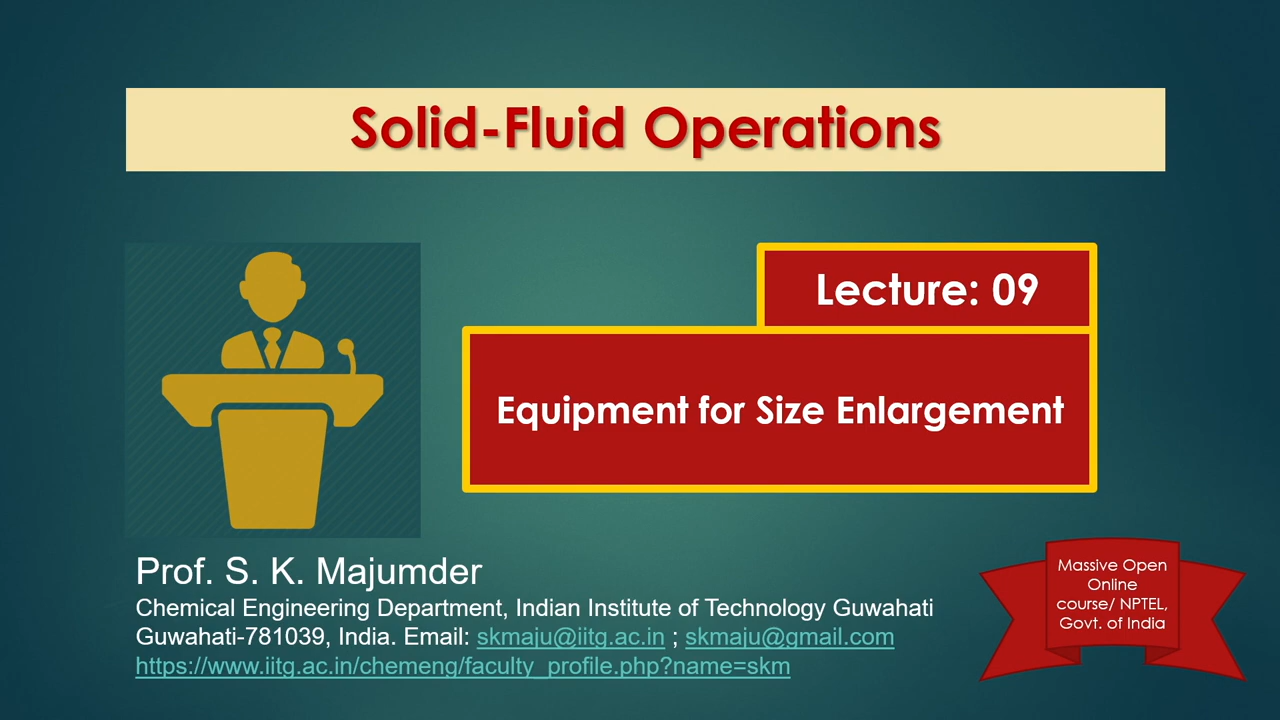 Solid-Fluid Operations
Lecture: 09
Equipment for Size Enlargement
Prof. S. K. Majumder
Chemical Engineering Department, Indian Institute of Technology Guwahati
Guwahati-781039, India. Email: skmaju@iitg.ac.in ; skmaju@gmail.com
https://www.iitg.ac.in/chemeng/faculty_profile.php?name=skm
Massive Open
Online
course/ NPTEL,
Govt. of India